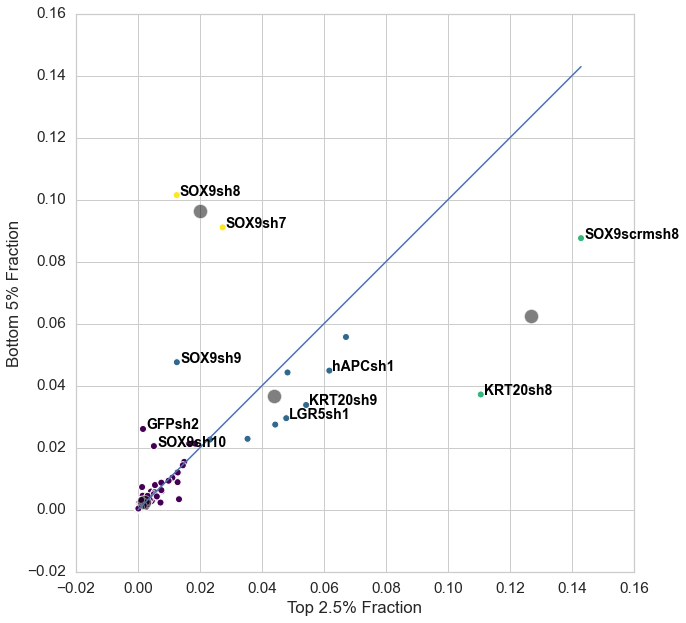 0.16
0.14
0.12
0.10
0.08
0.06
0.04
0.02
0.00
−0.02
Bottom 5% Fraction
SOX9sh8
SOX9sh7
SOX9scrmsh8
SOX9sh9
hAPCsh1
KRT20sh8
KRT20sh9
LGR5sh1
GFPsh2
SOX9sh10
−0.02 0.00 0.02 0.04 0.06 0.08 0.10 0.12 0.14 0.16
Top 2.5% Fraction